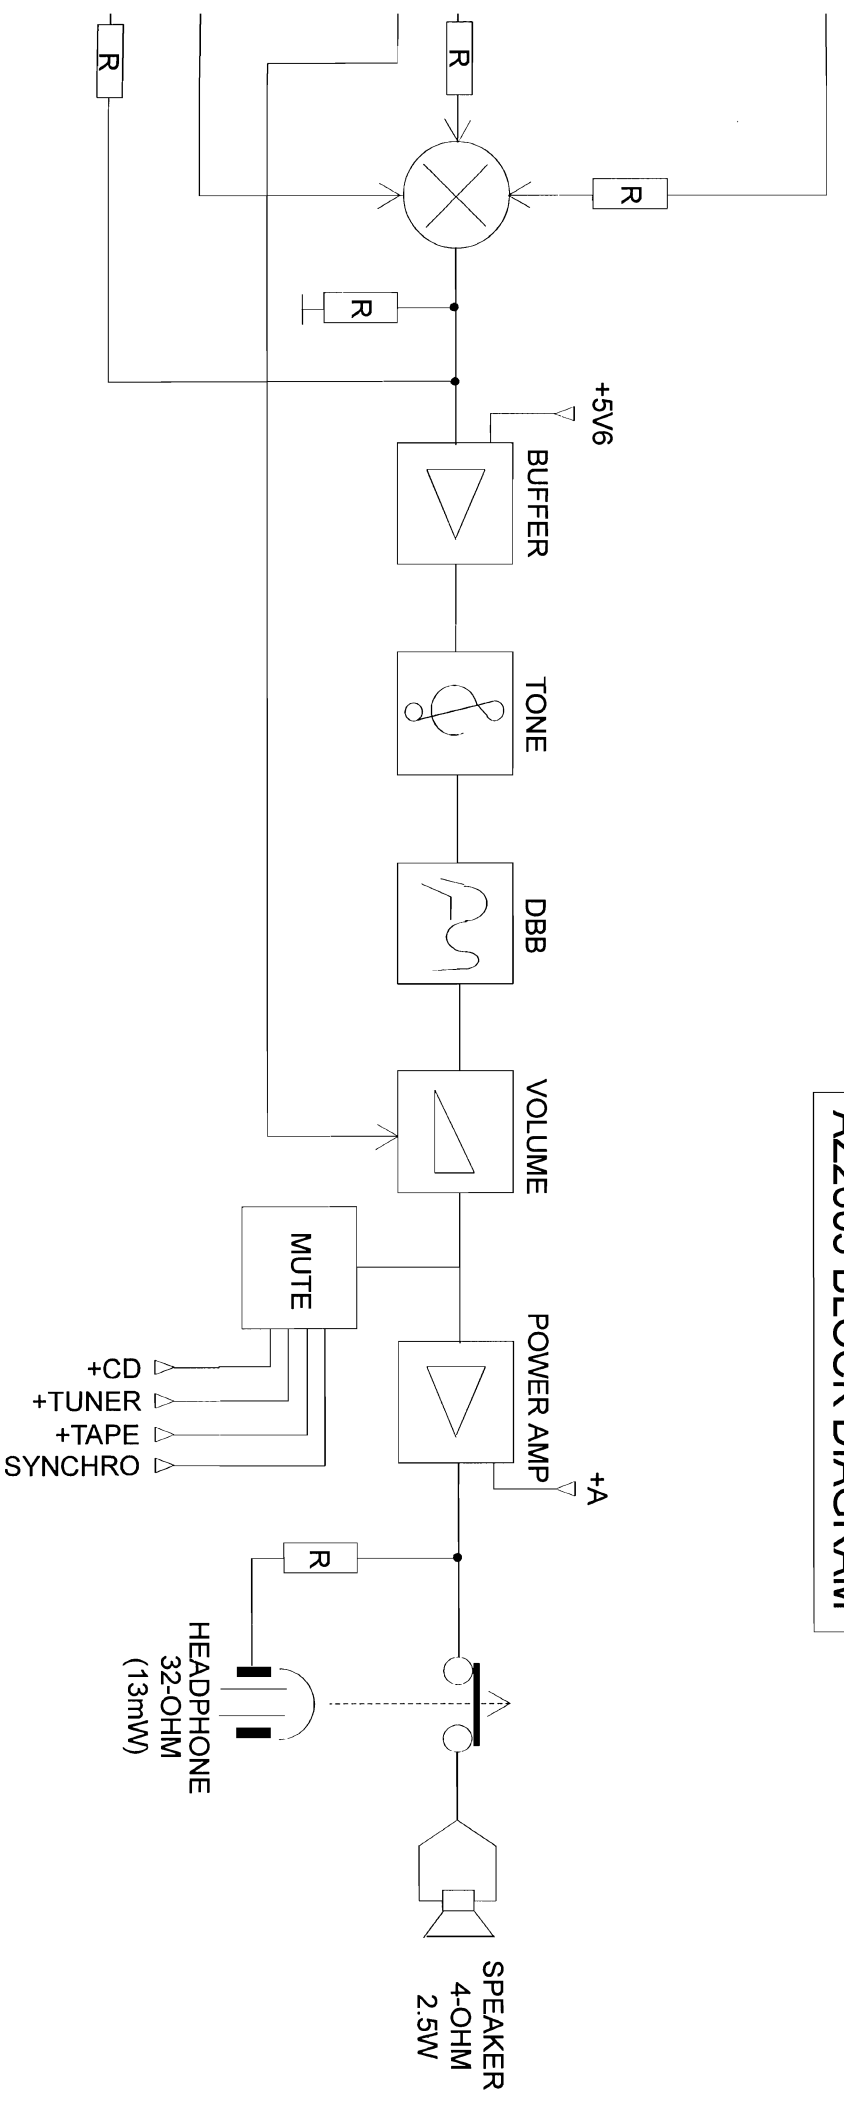 R
R
R
R
+5V6
BUFFER
TONE
DBB
VOLUME
MUTE
+CD
+TUNER
+TAPE
SYNCHRO
POWER AMP
+A
R
HEADPHONE
32-OHM
(13mW)
SPEAKER
4-OHM
2.5W
BLOCK DIAGRAM